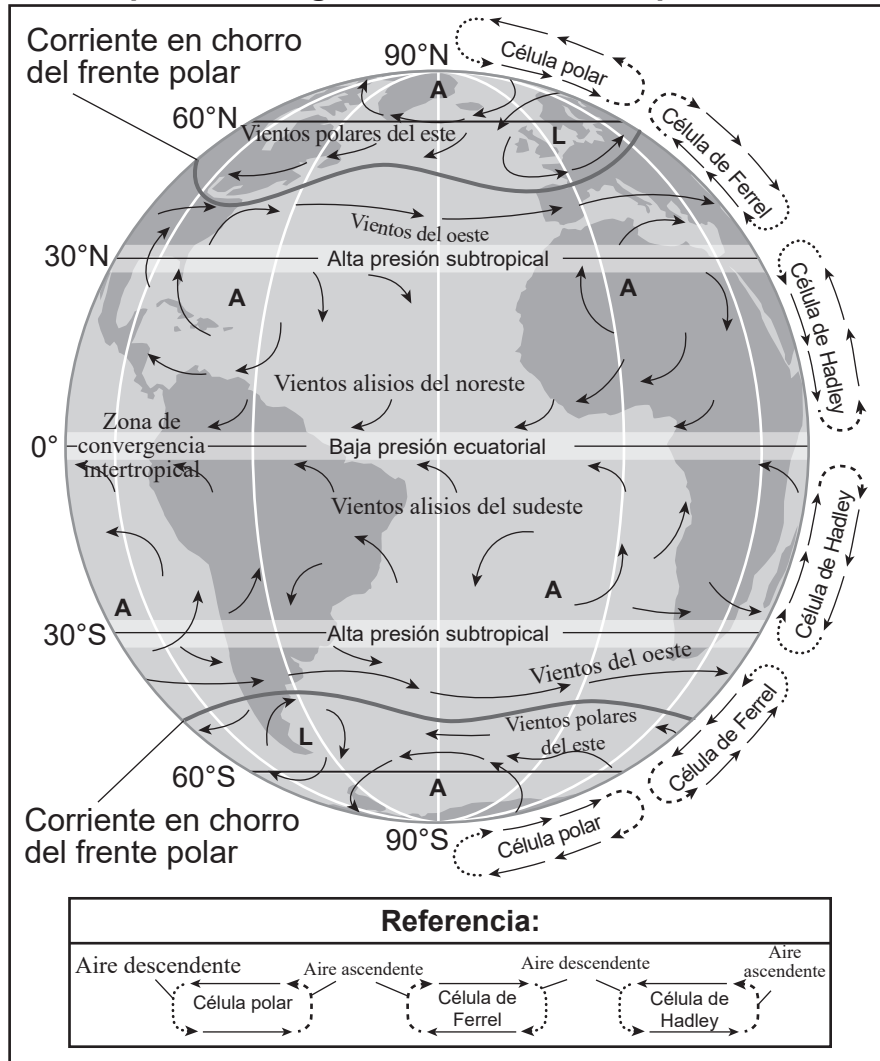 Corriente en chorro
del frente polar
90°N
Célula polar
A
60°N
Vientos polares del este
L
Célula de Ferrel
Vientos del oeste
30°N
Alta presión subtropical
A
A
Célula de Hadley
Vientos alisios del noreste
Zona de
convergencia
intertropical
0°
Baja presión ecuatorial
Vientos alisios del sudeste
Célula de Hadley
A
A
30°S
Alta presión subtropical
Vientos del oeste
Célula de Ferrel
L
Vientos polares
del este
60°S
A
Corriente en chorro
del frente polar
90°S
Célula polar
Referencia:
Aire descendente
Aire ascendente
Aire descendente
Aire
ascendente
Célula polar
Célula de
Ferrel
Célula de
Hadley